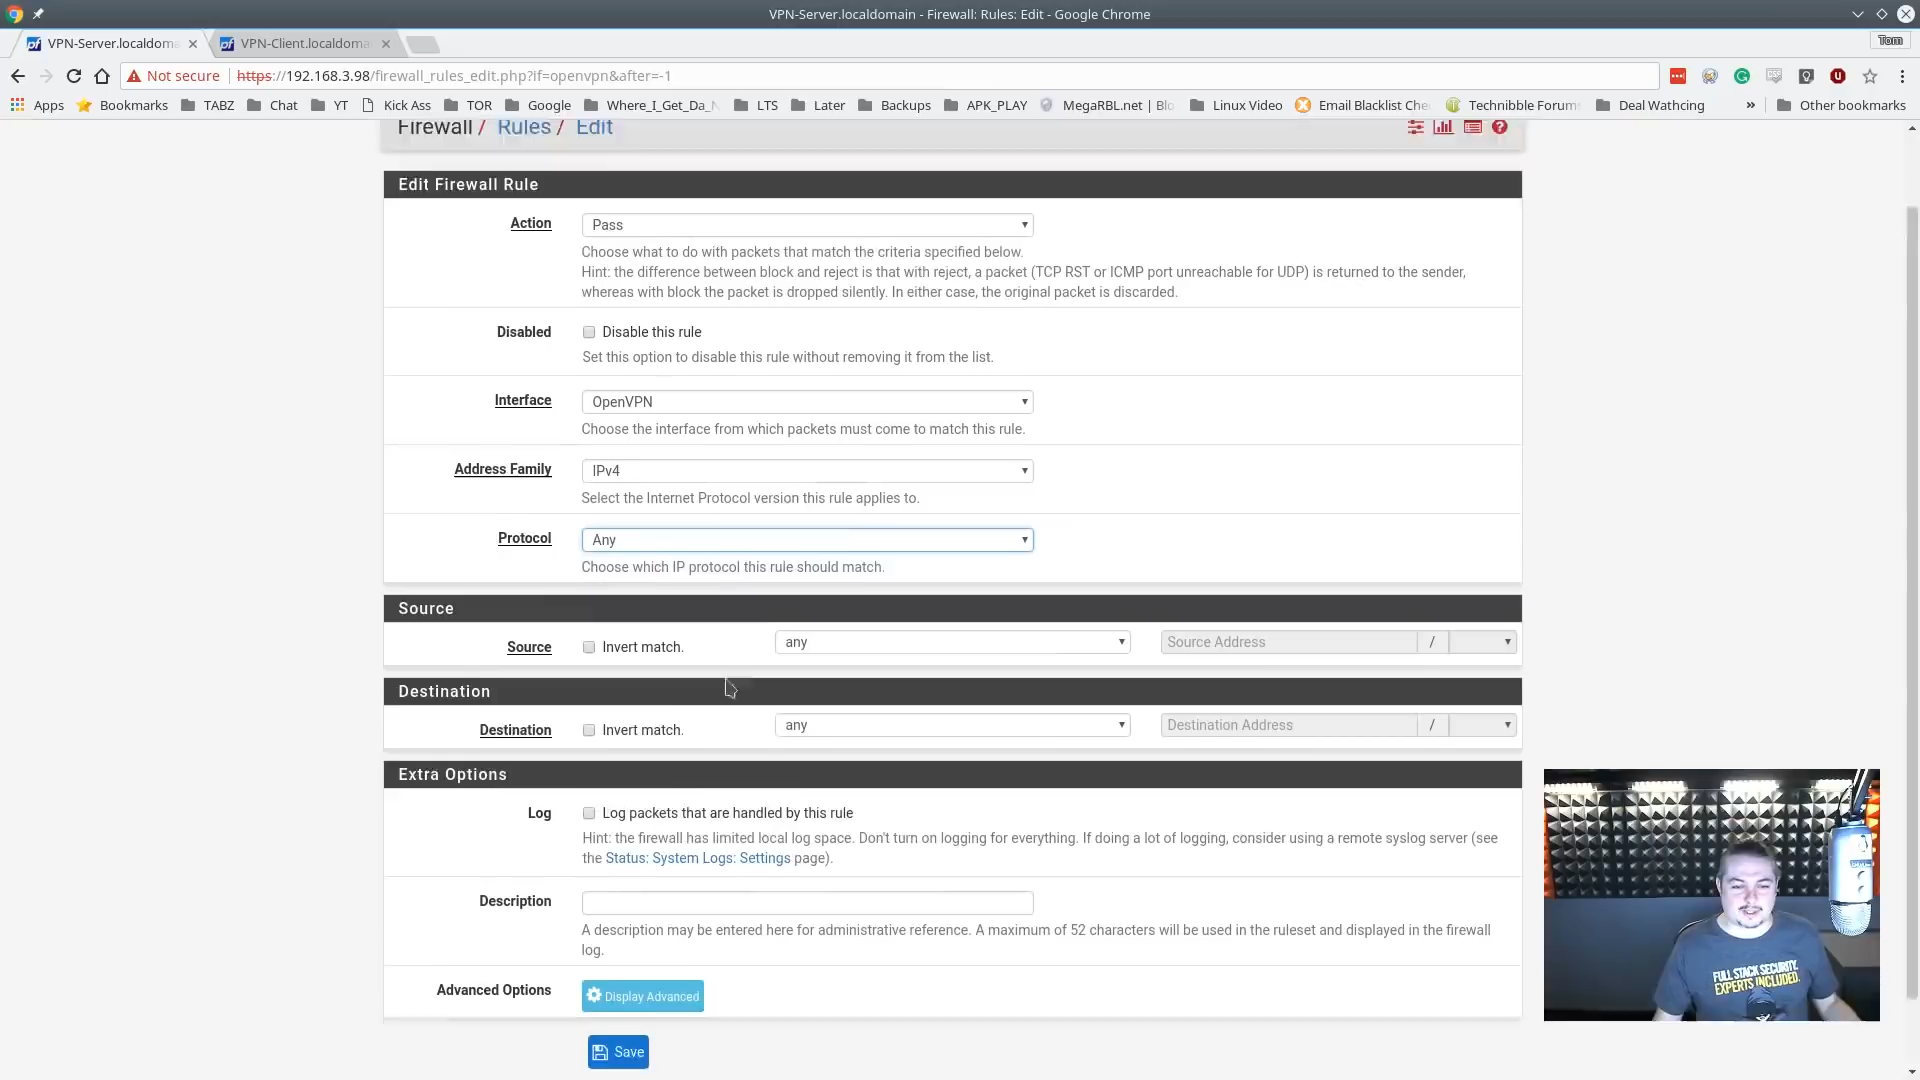 VPN-Server.localdomain - Firewall: Rules: Edit - Google Chrome
VPN-Server.localdoma
VPN-Client.localdoma
Tom
Not secure
https://192.168.3.98/firewall_rules_edit.php?if=openvpn&after=-1
Apps
Bookmarks
TABZ
Chat
YT
Kick Ass
TOR
Google
Where_I_Get_Da_
LTS
Later
Backups
APK_PLAY
MegaRBL.net | Blo
Linux Video
Email Blacklist Che
Technibble Forum
Deal Wathcing
»
Other bookmarks
Firewall / Rules / Edit
Edit Firewall Rule
Action
Pass
Choose what to do with packets that match the criteria specified below.
Hint: the difference between block and reject is that with reject, a packet (TCP RST or ICMP port unreachable for UDP) is returned to the sender,
whereas with block the packet is dropped silently. In either case, the original packet is discarded.
Disabled
Disable this rule
Set this option to disable this rule without removing it from the list.
Interface
OpenVPN
Choose the interface from which packets must come to match this rule.
Address Family
IPv4
Select the Internet Protocol version this rule applies to.
Protocol
Any
Choose which IP protocol this rule should match.
Source
Source
Invert match.
any
Source Address
/
Destination
Destination
Invert match.
any
Destination Address
/
Extra Options
Log
Log packets that are handled by this rule
Hint: the firewall has limited local log space. Don't turn on logging for everything. If doing a lot of logging, consider using a remote syslog server (see
the Status: System Logs: Settings page).
Description
A description may be entered here for administrative reference. A maximum of 52 characters will be used in the ruleset and displayed in the firewall
log.
Advanced Options
Display Advanced
Save
FULL STACK SECURITY.
EXPERTS INCLUDED.